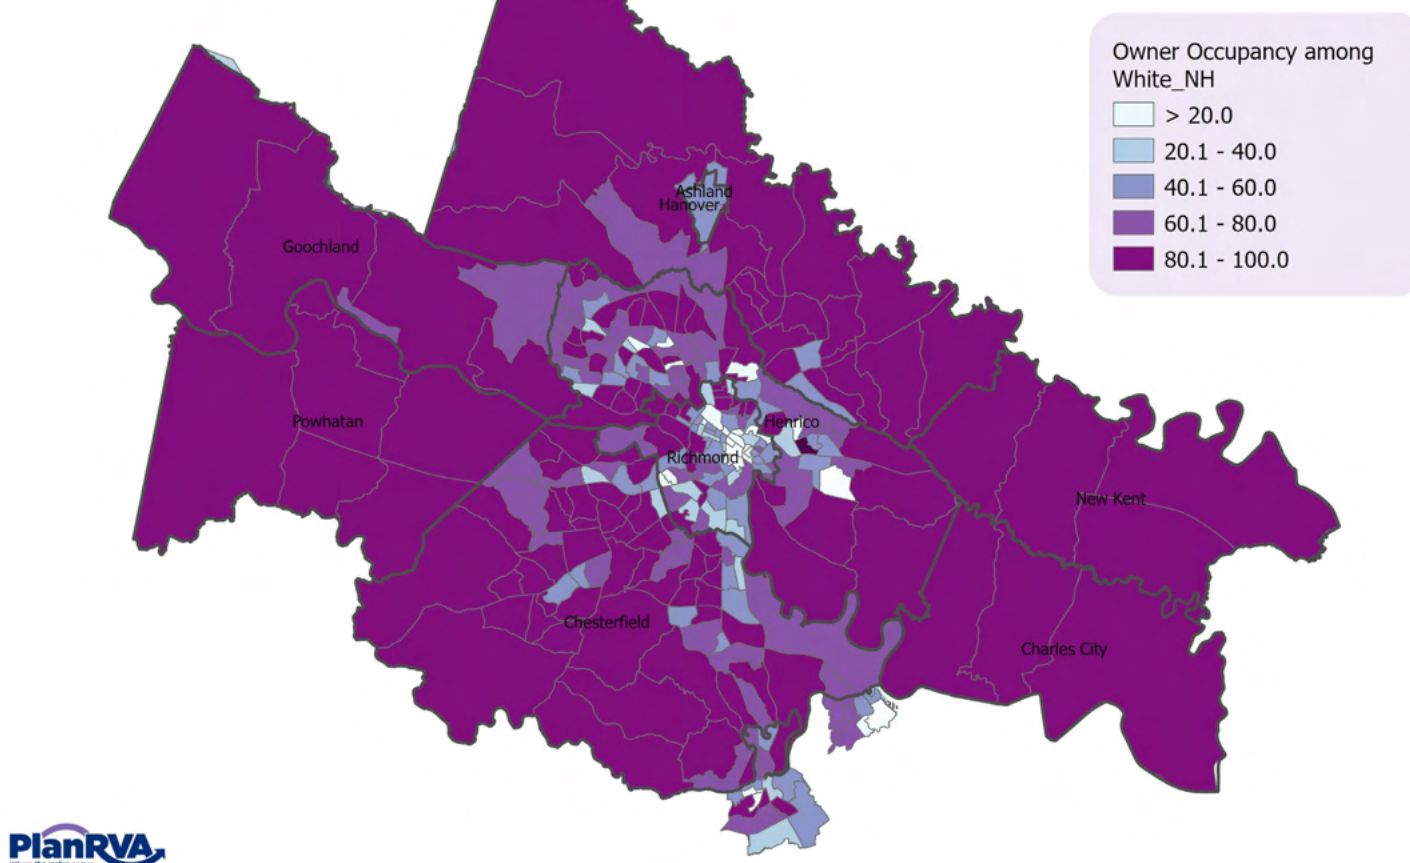 Owner Occupancy among
White_NH
> 20.0
20.1 - 40.0
40.1 - 60.0
60.1 - 80.0
80.1 - 100.0
Ashland
Hanover
Goochland
Powhatan
Henrico
Richmond
New Kent
Chesterfield
Charles City
PlanRVA